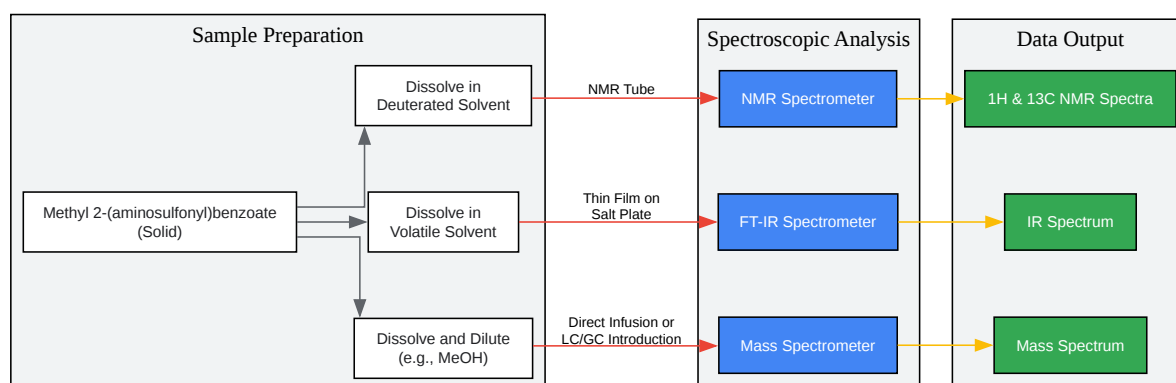 Sample Preparation
Spectroscopic Analysis
Data Output
Dissolve in
Deuterated Solvent
NMR Tube
NMR Spectrometer
1H & 13C NMR Spectra
Methyl 2-(aminosulfonyl)benzoate
(Solid)
Dissolve in
Volatile Solvent
Thin Film on
Salt Plate
FT-IR Spectrometer
IR Spectrum
Dissolve and Dilute
(e.g., MeOH)
Direct Infusion or
LC/GC Introduction
Mass Spectrometer
Mass Spectrum